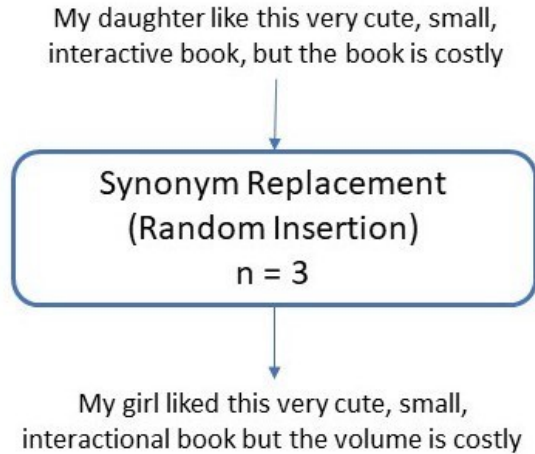 My daughter like this very cute, small,
interactive book, but the book is costly
Synonym Replacement
(Random Insertion)
n = 3
My girl liked this very cute, small,
interactional book but the volume is costly